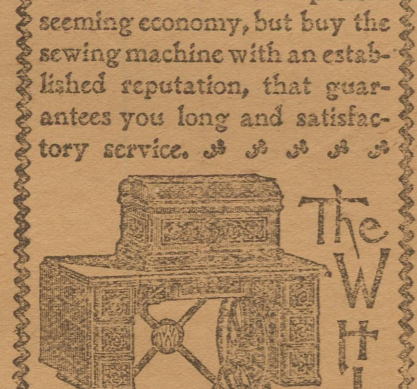 seeming economy, but buy the
sewing machine with an estab-
lished reputation, that guar-
antees you long and satisfac-
tory service.
The
W
H
I
W